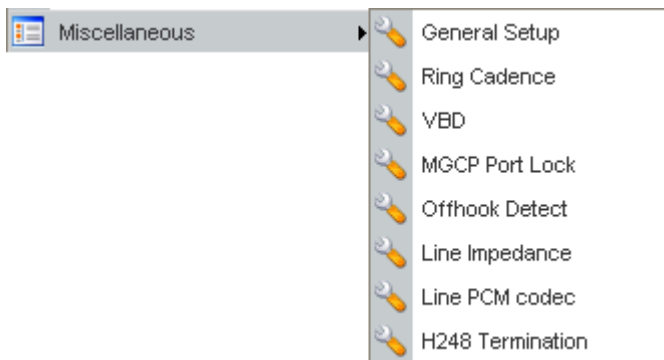 Miscellaneous
General Setup
Ring Cadence
VBD
MGCP Port Lock
Offhook Detect
Line Impedance
Line PCM codec
H248 Termination